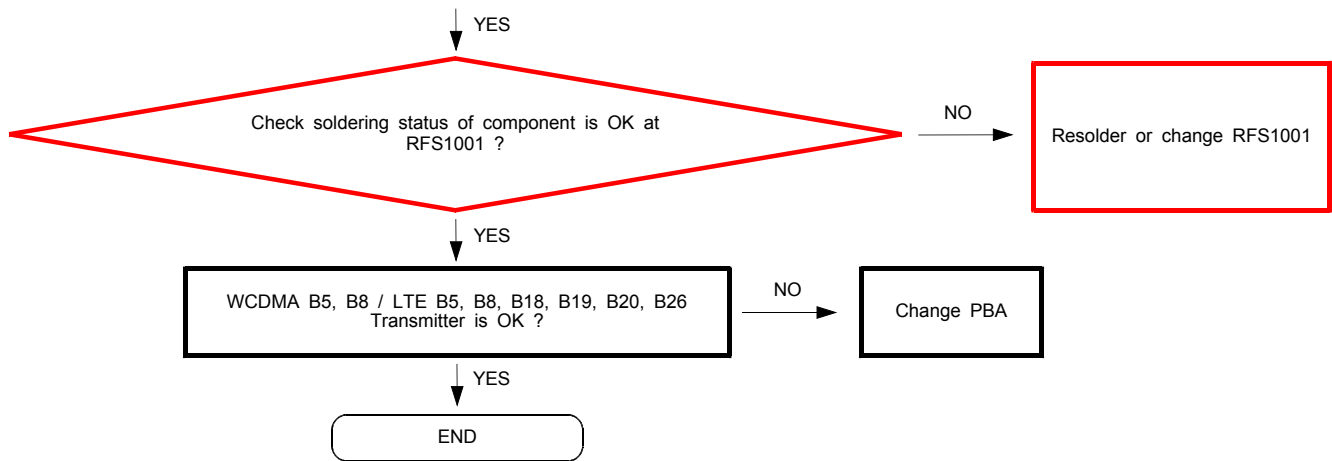 YES
Check soldering status of component is OK at
RFS1001 ?
NO
Resolder or change RFS1001
YES
WCDMA B5, B8 / LTE B5, B8, B18, B19, B20, B26
Transmitter is OK ?
NO
Change PBA
YES
END